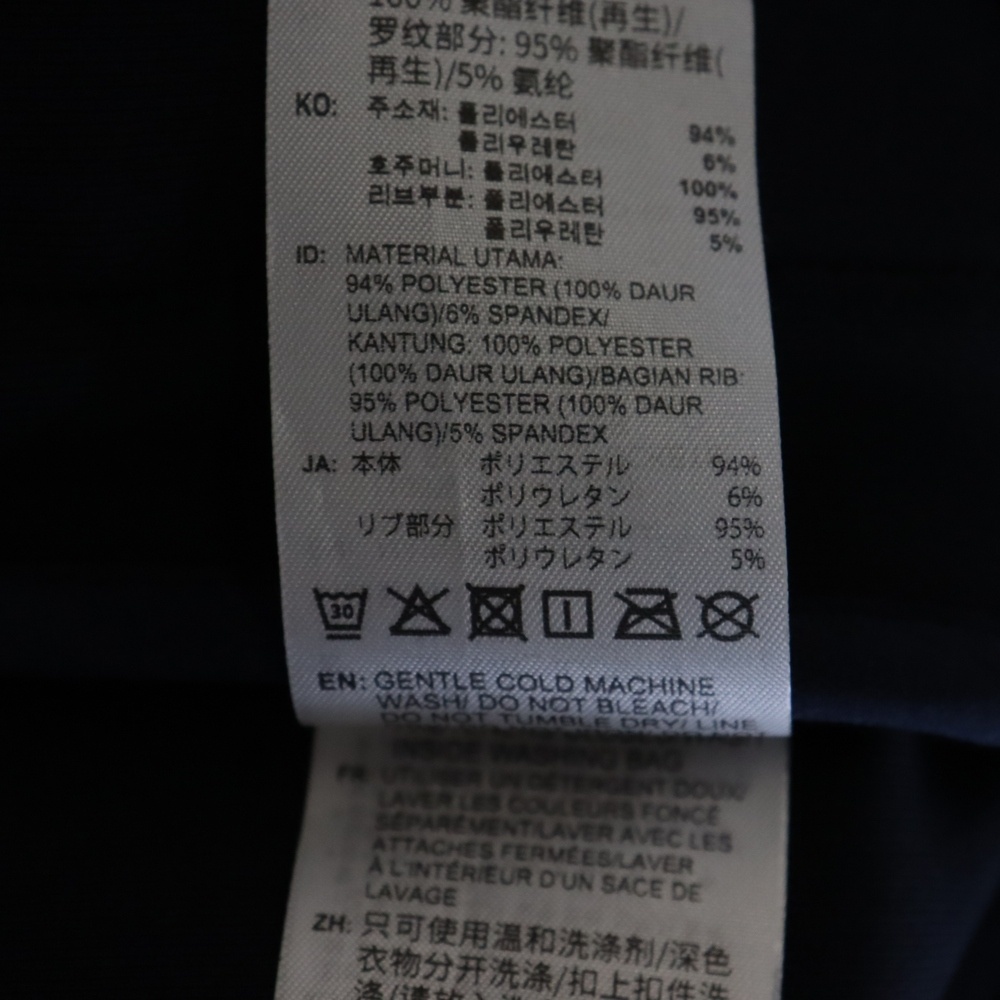 100% 聚酯纤维(再生)/
罗纹部分: 95% 聚酯纤维(
再生)/5% 氨纶
KO: 주소재: 폴리에스터 94%
폴리우레탄 6%
호주머니: 폴리에스터 100%
리브부분: 폴리에스터 95%
폴리우레탄 5%
ID: MATERIAL UTAMA:
94% POLYESTER (100% DAUR
ULANG)/6% SPANDEX/
KANTUNG: 100% POLYESTER
(100% DAUR ULANG)/BAGIAN RIB:
95% POLYESTER (100% DAUR
ULANG)/5% SPANDEX
JA: 本体 ポリエステル 94%
ポリウレタン 6%
リブ部分 ポリエステル 95%
ポリウレタン 5%
30
EN: GENTLE COLD MACHINE
WASH/ DO NOT BLEACH/
DO NOT TUMBLE DRY/ LINE
INSIDE WASHING BAG
FR: UTILISER UN DÉTERGENT DOUX/
LAVER LES COULEURS FONCÉ
SÉPARÉMENT/LAVER AVEC LES
ATTACHES FERMÉES/LAVER
À L'INTÉRIEUR D'UN SAC DE
LAVAGE
ZH: 只可使用温和洗涤剂/深色
衣物分开洗涤/扣上扣件洗